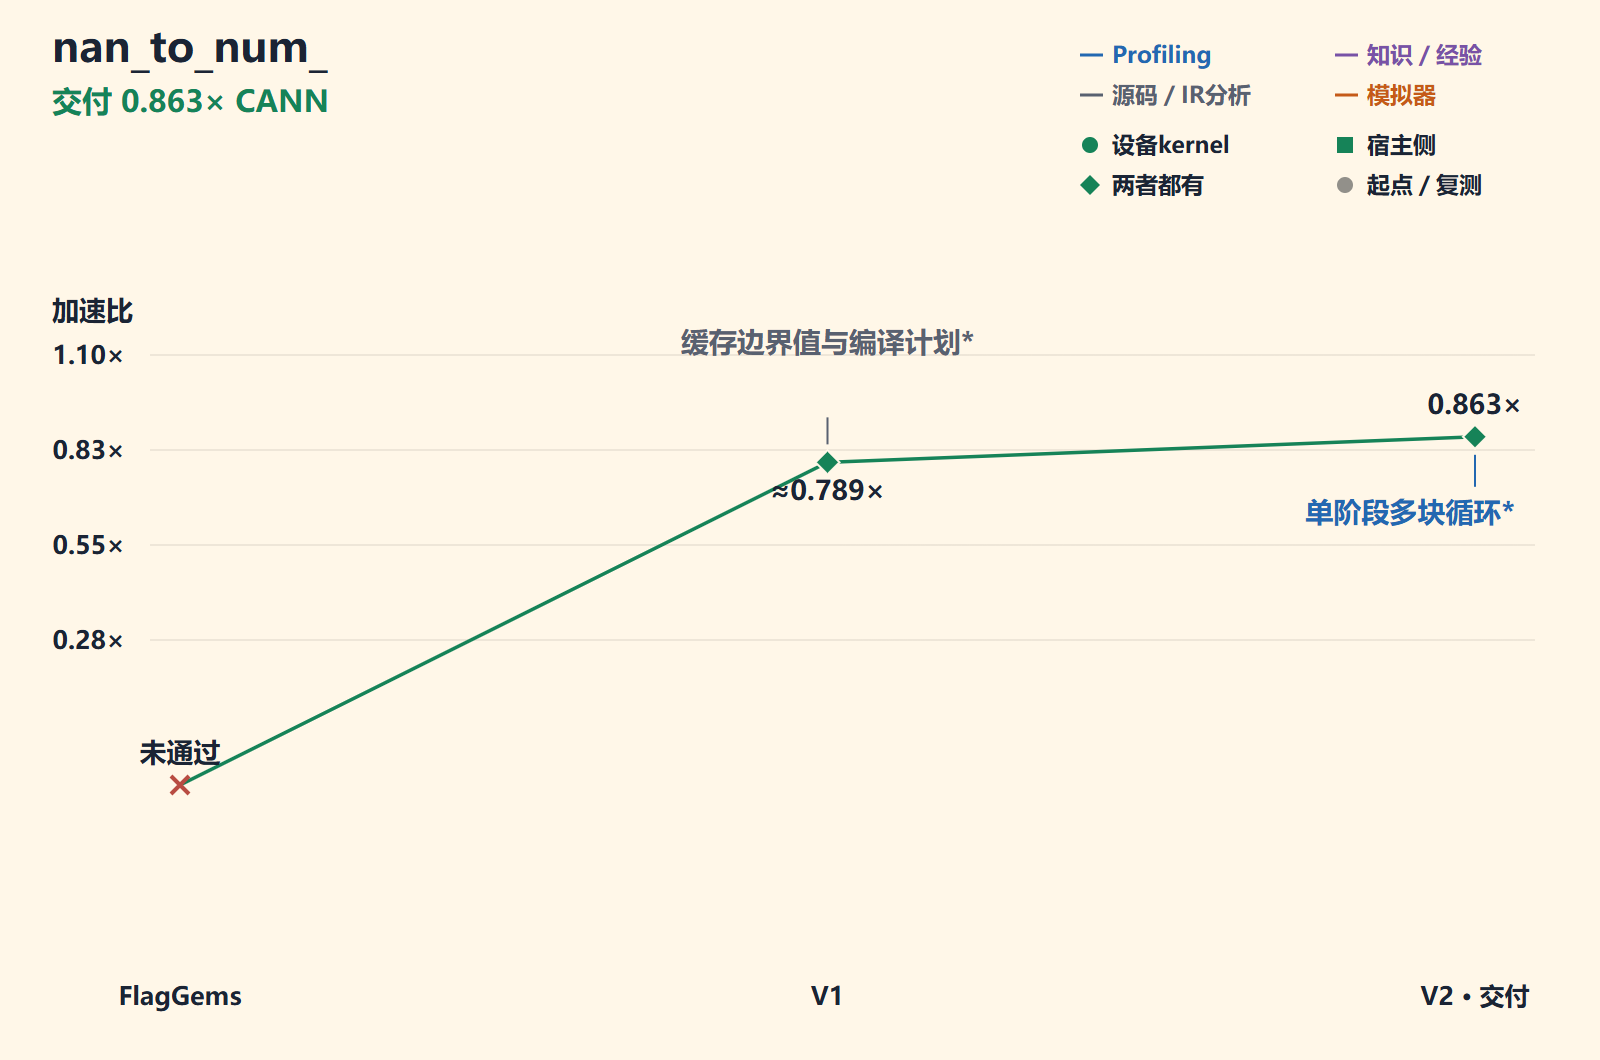 nan_to_num_
交付 0.863× CANN
Profiling
知识 / 经验
源码 / IR分析
模拟器
设备kernel
宿主侧
两者都有
起点 / 复测
加速比
1.10×
缓存边界值与编译计划*
0.863×
0.83×
≈0.789×
单阶段多块循环*
0.55×
0.28×
未通过
FlagGems
V1
V2 • 交付